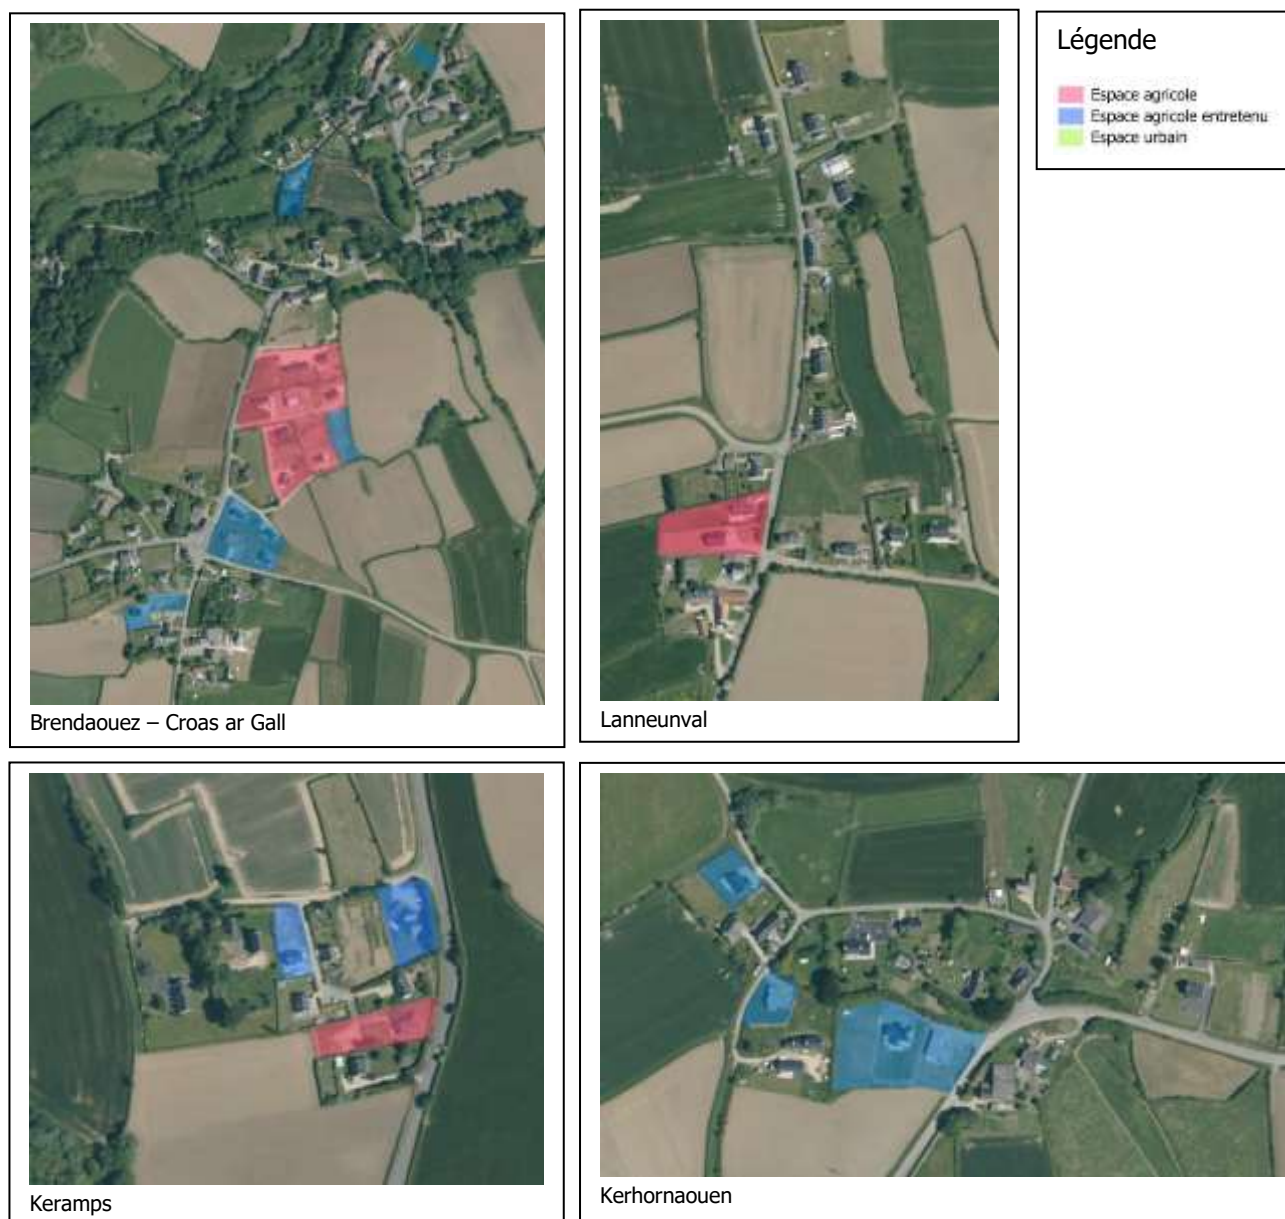 Légende
Espace agricole
Espace agricole entretenu
Espace urbain
Brendaouez – Croas ar Gall
Lanneunval
Keramps
Kerhornaouen